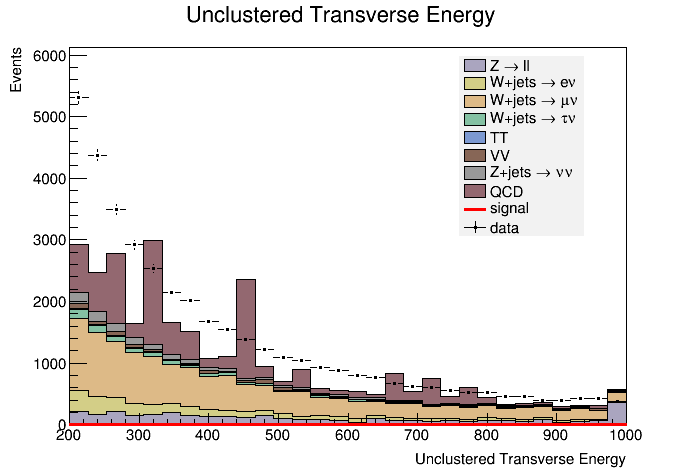 Unclustered Transverse Energy
Events
6000
5000
4000
3000
2000
1000
0
200 300 400 500 600 700 800 900 1000
Unclustered Transverse Energy
Z → ll
W+jets → eν
W+jets → μν
W+jets → τν
TT
VV
Z+jets → νν
QCD
signal
data